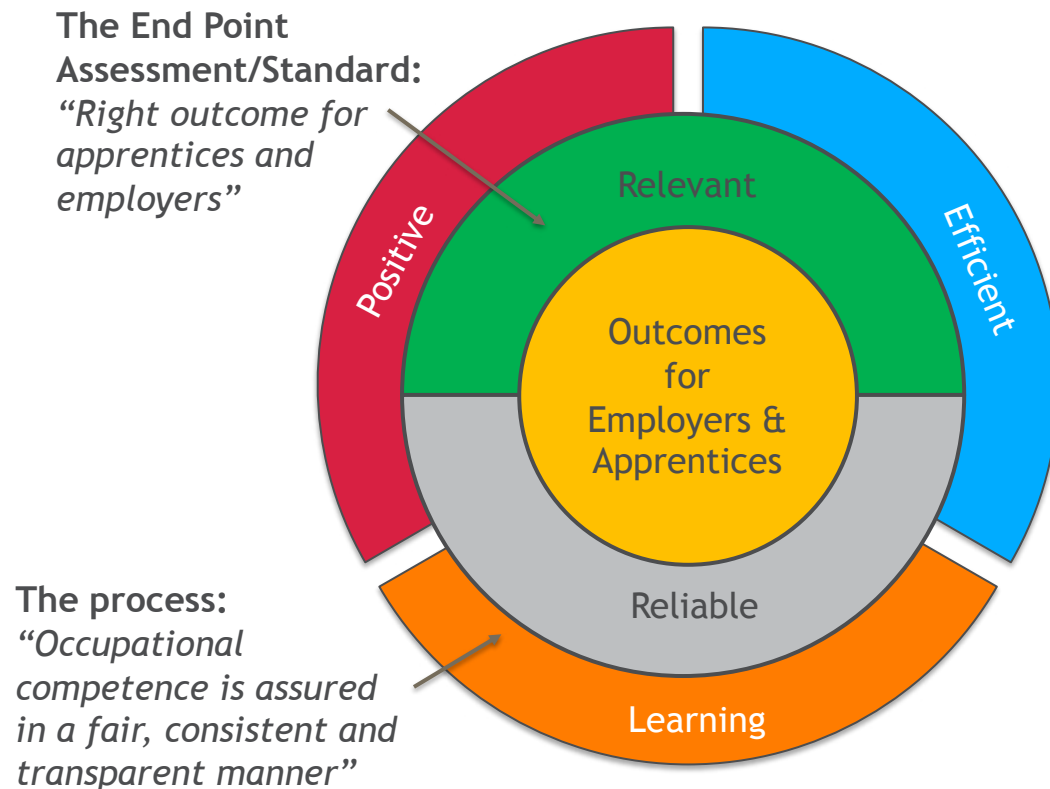 The End Point
Assessment/Standard:
“Right outcome for
apprentices and
employers”
Positive
Relevant
Efficient
Outcomes
for
Employers &
Apprentices
Reliable
Learning
The process:
“Occupational
competence is assured
in a fair, consistent and
transparent manner”